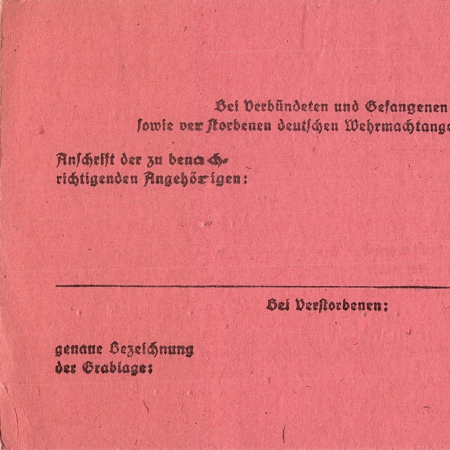 Bei Verbündeten und Gefangenen
sowie verstorbenen deutschen Wehrmachtange
Anschrift der zu benach-
richtigenden Angehörigen:
Bei Verstorbenen:
genaue Bezeichnung
der Grablage: